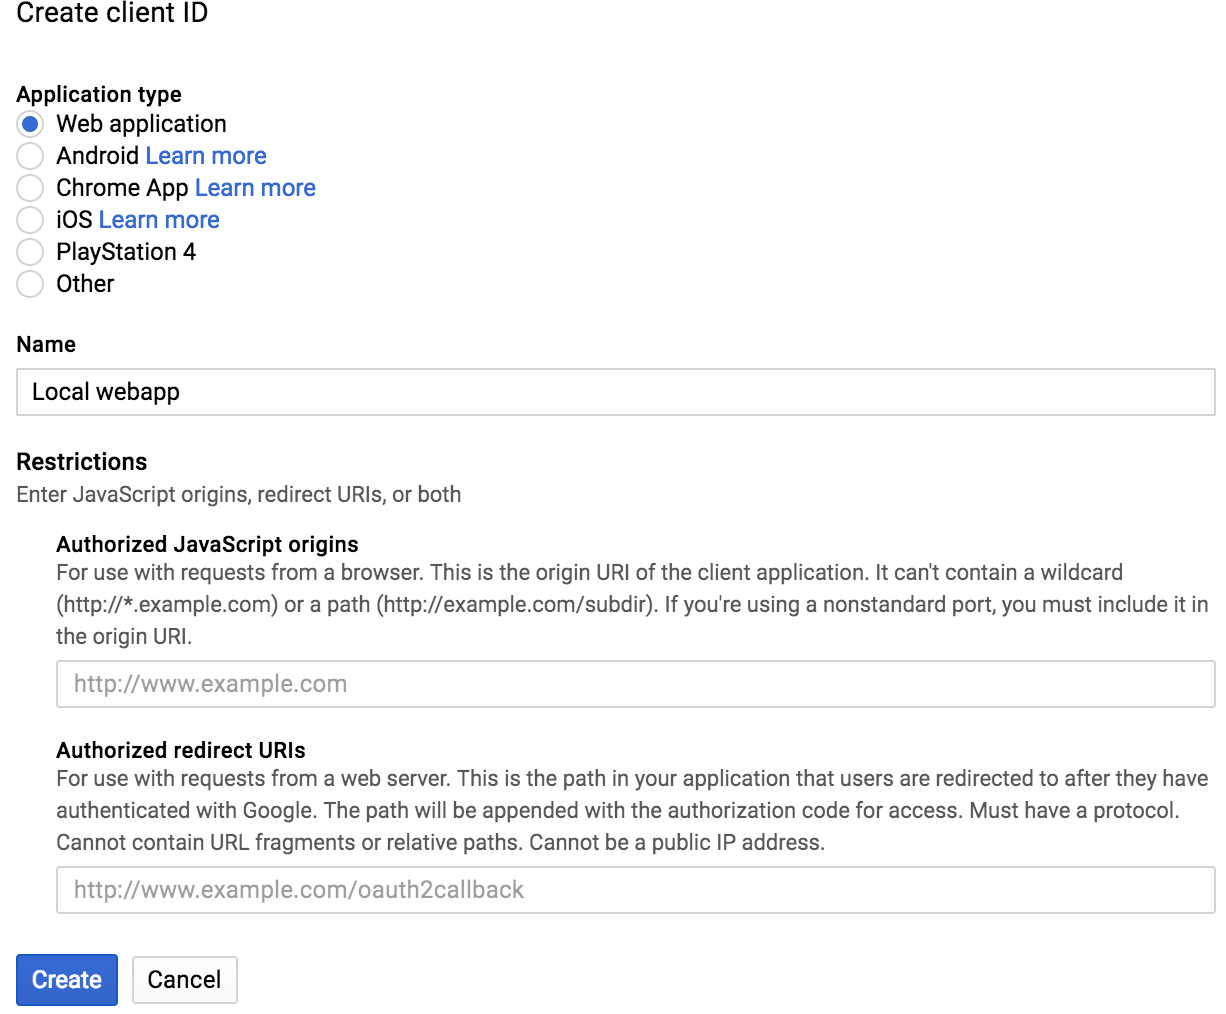 Create client ID
Application type
Web application
Android Learn more
Chrome App Learn more
iOS Learn more
PlayStation 4
Other
Name
Local webapp
Restrictions
Enter JavaScript origins, redirect URIs, or both
Authorized JavaScript origins
For use with requests from a browser. This is the origin URI of the client application. It can't contain a wildcard
(http://*.example.com) or a path (http://example.com/subdir). If you're using a nonstandard port, you must include it in
the origin URI.
http://www.example.com
Authorized redirect URIs
For use with requests from a web server. This is the path in your application that users are redirected to after they have
authenticated with Google. The path will be appended with the authorization code for access. Must have a protocol.
Cannot contain URL fragments or relative paths. Cannot be a public IP address.
http://www.example.com/oauth2callback
Create Cancel